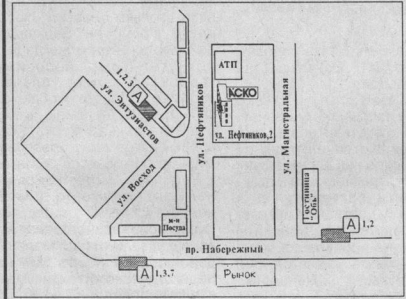 1,2,3
А
ул. Энтузиастов
АТП
АСКО
ул. Нефтяников,2
ул. Нефтяников
ул. Магистральная
ул. Восход
м-н
Посуда
Гостиница
"Обь"
А 1,2
пр. Набережный
А 1,3,7
Рынок